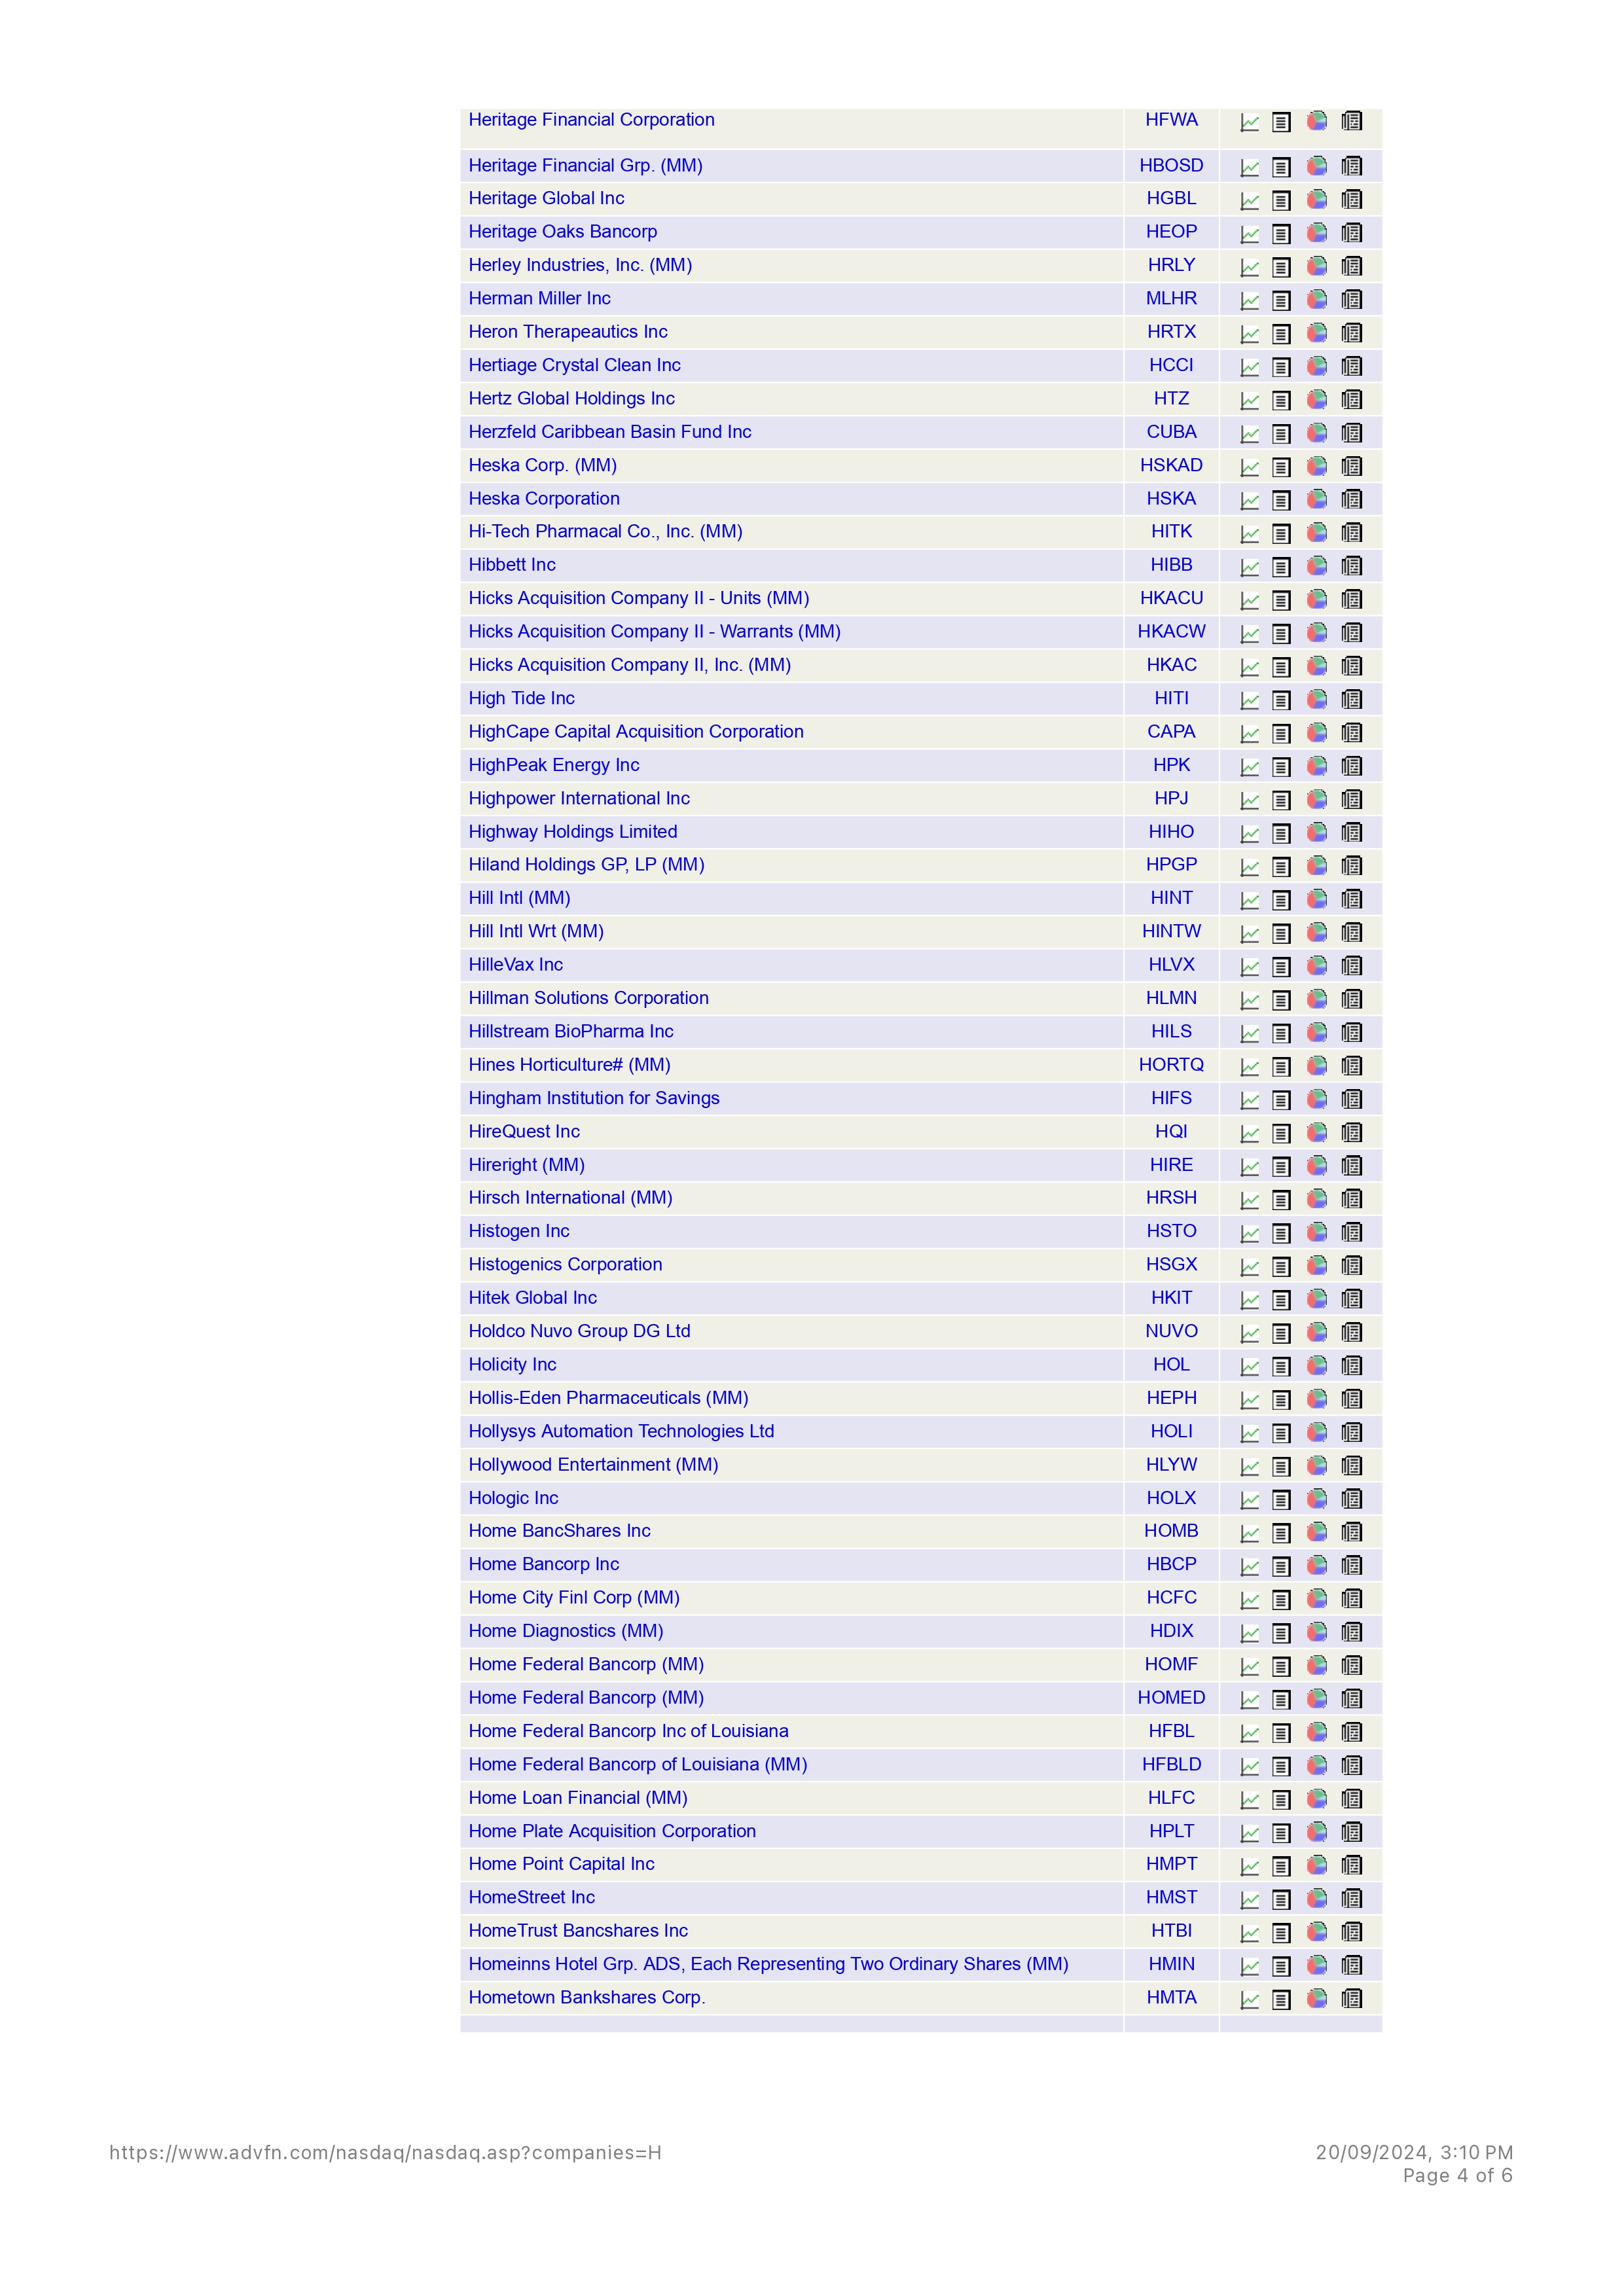 Heritage Financial Corporation HFWA
Heritage Financial Grp. (MM) HBOSD
Heritage Global Inc HGBL
Heritage Oaks Bancorp HEOP
Herley Industries, Inc. (MM) HRLY
Herman Miller Inc MLHR
Heron Therapeautics Inc HRTX
Hertiage Crystal Clean Inc HCCI
Hertz Global Holdings Inc HTZ
Herzfeld Caribbean Basin Fund Inc CUBA
Heska Corp. (MM) HSKAD
Heska Corporation HSKA
Hi-Tech Pharmacal Co., Inc. (MM) HITK
Hibbett Inc HIBB
Hicks Acquisition Company II - Units (MM) HKACU
Hicks Acquisition Company II - Warrants (MM) HKACW
Hicks Acquisition Company II, Inc. (MM) HKAC
High Tide Inc HITI
HighCape Capital Acquisition Corporation CAPA
HighPeak Energy Inc HPK
Highpower International Inc HPJ
Highway Holdings Limited HIHO
Hiland Holdings GP, LP (MM) HPGP
Hill Intl (MM) HINT
Hill Intl Wrt (MM) HINTW
HilleVax Inc HLVX
Hillman Solutions Corporation HLMN
Hillstream BioPharma Inc HILS
Hines Horticulture# (MM) HORTQ
Hingham Institution for Savings HIFS
HireQuest Inc HQI
Hireright (MM) HIRE
Hirsch International (MM) HRSH
Histogen Inc HSTO
Histogenics Corporation HSGX
Hitek Global Inc HKIT
Holdco Nuvo Group DG Ltd NUVO
Holicity Inc HOL
Hollis-Eden Pharmaceuticals (MM) HEPH
Hollysys Automation Technologies Ltd HOLI
Hollywood Entertainment (MM) HLYW
Hologic Inc HOLX
Home BancShares Inc HOMB
Home Bancorp Inc HBCP
Home City Finl Corp (MM) HCFC
Home Diagnostics (MM) HDIX
Home Federal Bancorp (MM) HOMF
Home Federal Bancorp (MM) HOMED
Home Federal Bancorp Inc of Louisiana HFBL
Home Federal Bancorp of Louisiana (MM) HFBLD
Home Loan Financial (MM) HLFC
Home Plate Acquisition Corporation HPLT
Home Point Capital Inc HMPT
HomeStreet Inc HMST
HomeTrust Bancshares Inc HTBI
Homeinns Hotel Grp. ADS, Each Representing Two Ordinary Shares (MM) HMIN
Hometown Bankshares Corp. HMTA
https://www.advfn.com/nasdaq/nasdaq.asp?companies=H 20/09/2024, 3:10 PM
Page 4 of 6